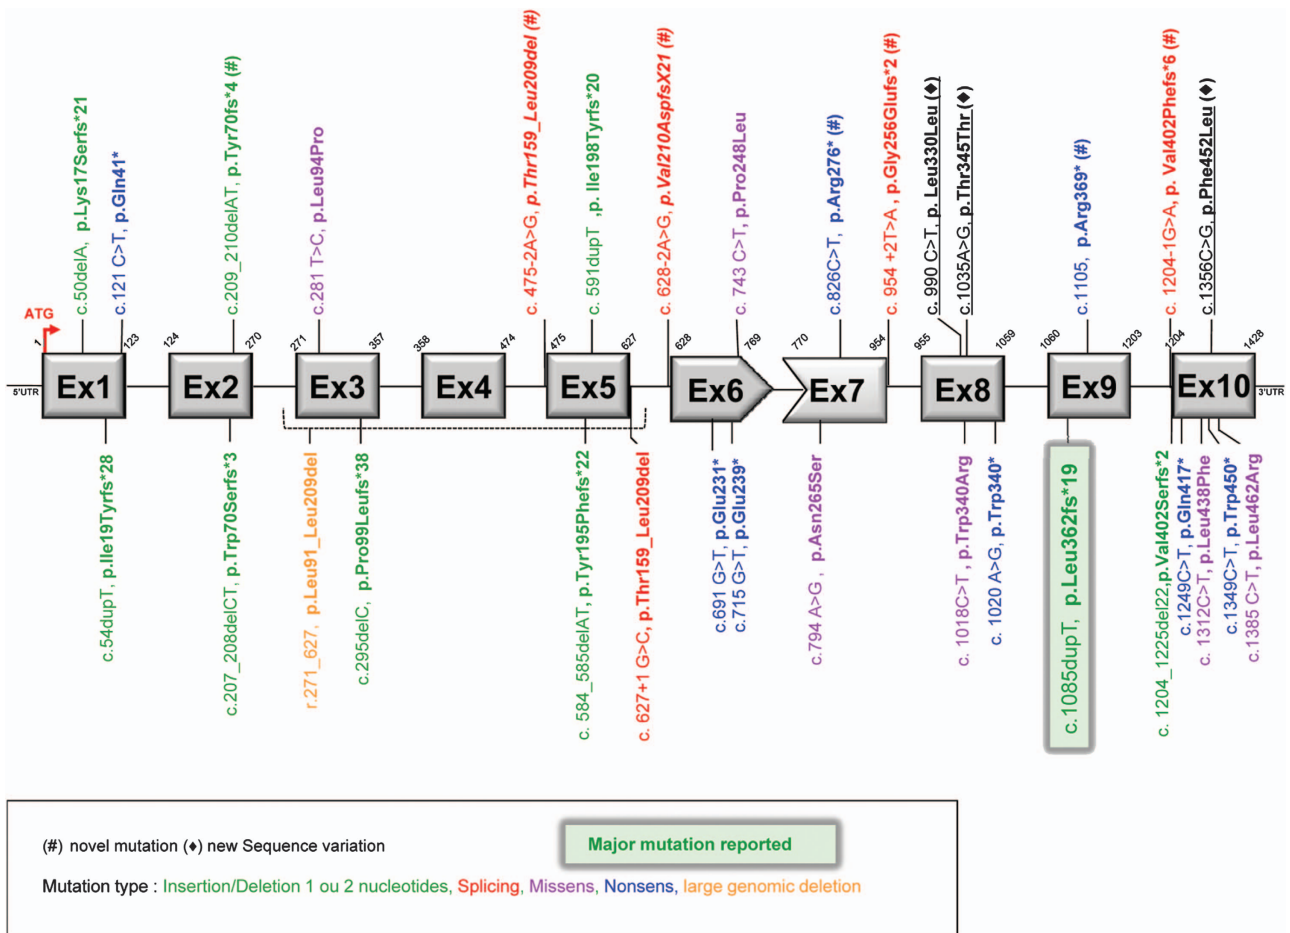 c.50delA, p.Lys17Serfs*21
c.121 C>T, p.Gln41*
c.209_210delAT, p.Tyr70fs*4 (#)
c.281 T>C, p.Leu94Pro
c. 475-2A>G, p.Thr159_Leu209del (#)
c. 591dupT ,p. Ile198Tyrfs*20
c. 628-2A>G, p.Val210AspfsX21 (#)
c. 743 C>T, p.Pro248Leu
c.826C>T, p.Arg276* (#)
c. 954 +2T>A , p.Gly256Glufs*2 (#)
c. 990 C>T, p. Leu330Leu (♦)
c.1035A>G, p.Thr345Thr (♦)
c.1105, p.Arg369* (#)
c. 1204-1G>A, p. Val402Phefs*6 (#)
c.1356C>G, p.Phe452Leu (♦)
ATG
1 123 124 270 271 357 358 474 475 627 628 769 770 954 955 1059 1060 1203 1204 1428
5'UTR Ex1 Ex2 Ex3 Ex4 Ex5 Ex6 Ex7 Ex8 Ex9 Ex10 3'UTR
c.54dupT, p.Ile19Tyrfs*28
c.207_208delCT, p.Trp70Serfs*3
r.271_627, p.Leu91_Leu209del
c.295delC, p.Pro99Leufs*38
c. 584_585delAT, p.Tyr195Phefs*22
c. 627+1 G>C, p.Thr159_Leu209del
c.691 G>T, p.Glu231*
c.715 G>T, p.Glu239*
c.794 A>G , p.Asn265Ser
c. 1018C>T , p.Trp340Arg
c. 1020 A>G, p.Trp340*
c.1085dupT, p.Leu362fs*19
c. 1204_1225del22,p.Val402Serfs*2
c.1249C>T, p.Gln417*
c.1312C>T, p.Leu438Phe
c.1349C>T, p.Trp450*
c.1385 C>T, p.Leu462Arg
(#) novel mutation (♦) new Sequence variation
Major mutation reported
Mutation type : Insertion/Deletion 1 ou 2 nucleotides, Splicing, Missens, Nonsens, large genomic deletion